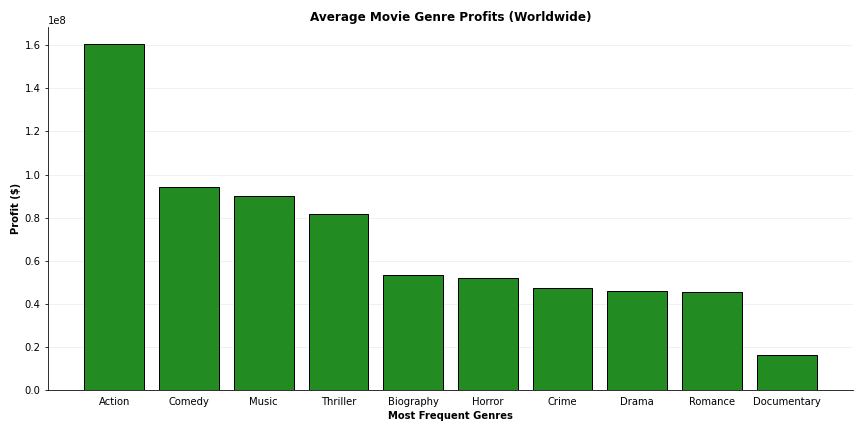 Average Movie Genre Profits (Worldwide)
1e8
1.6
1.4
1.2
1.0
0.8
0.6
0.4
0.2
0.0
Profit ($)
Action Comedy Music Thriller Biography Horror Crime Drama Romance Documentary
Most Frequent Genres